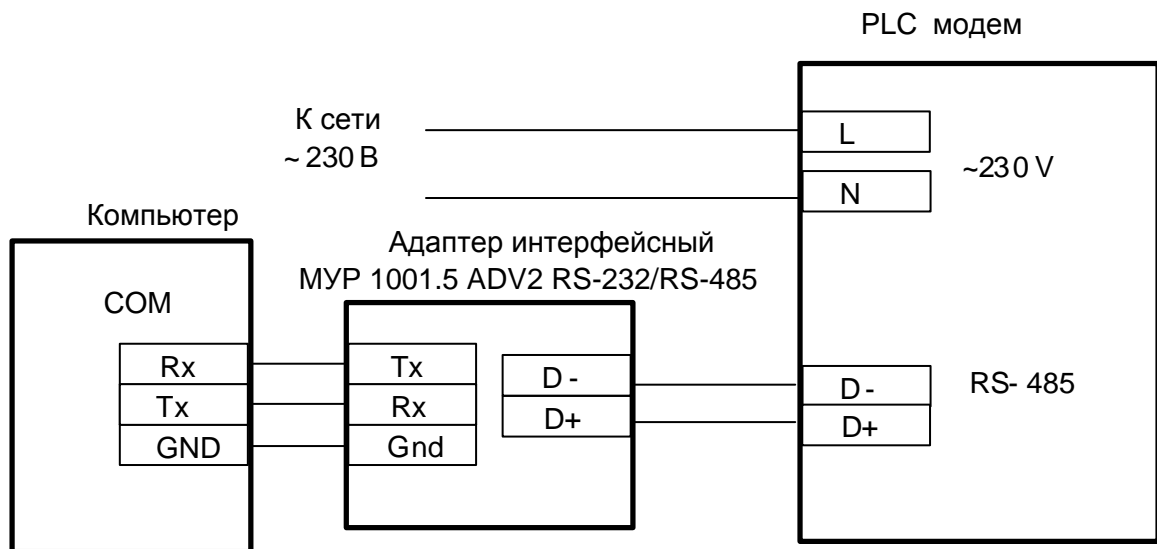 PLC модем
К сети
~ 230 В
L
N
~230 V
Компьютер
Адаптер интерфейсный
МУР 1001.5 ADV2 RS-232/RS-485
COM
Rx
Tx
GND
Tx
Rx
Gnd
D -
D+
D -
D+
RS- 485